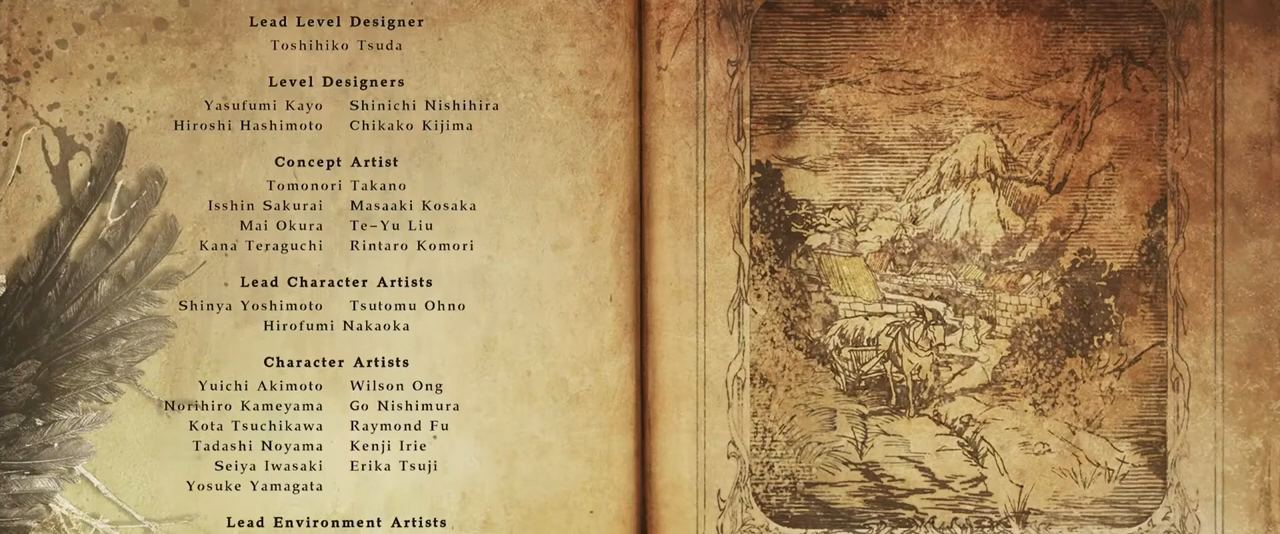 Lead Level Designer
Toshihiko Tsuda
Level Designers
Yasufumi Kayo Shinichi Nishihira
Hiroshi Hashimoto Chikako Kijima
Concept Artist
Tomonori Takano
Isshin Sakurai Masaaki Kosaka
Mai Okura Te-Yu Liu
Kana Teraguchi Rintaro Komori
Lead Character Artists
Shinya Yoshimoto Tsutomu Ohno
Hirofumi Nakaoka
Character Artists
Yuichi Akimoto Wilson Ong
Norihiro Kameyama Go Nishimura
Kota Tsuchikawa Raymond Fu
Tadashi Noyama Kenji Irie
Seiya Iwasaki Erika Tsuji
Yosuke Yamagata
Lead Environment Artists